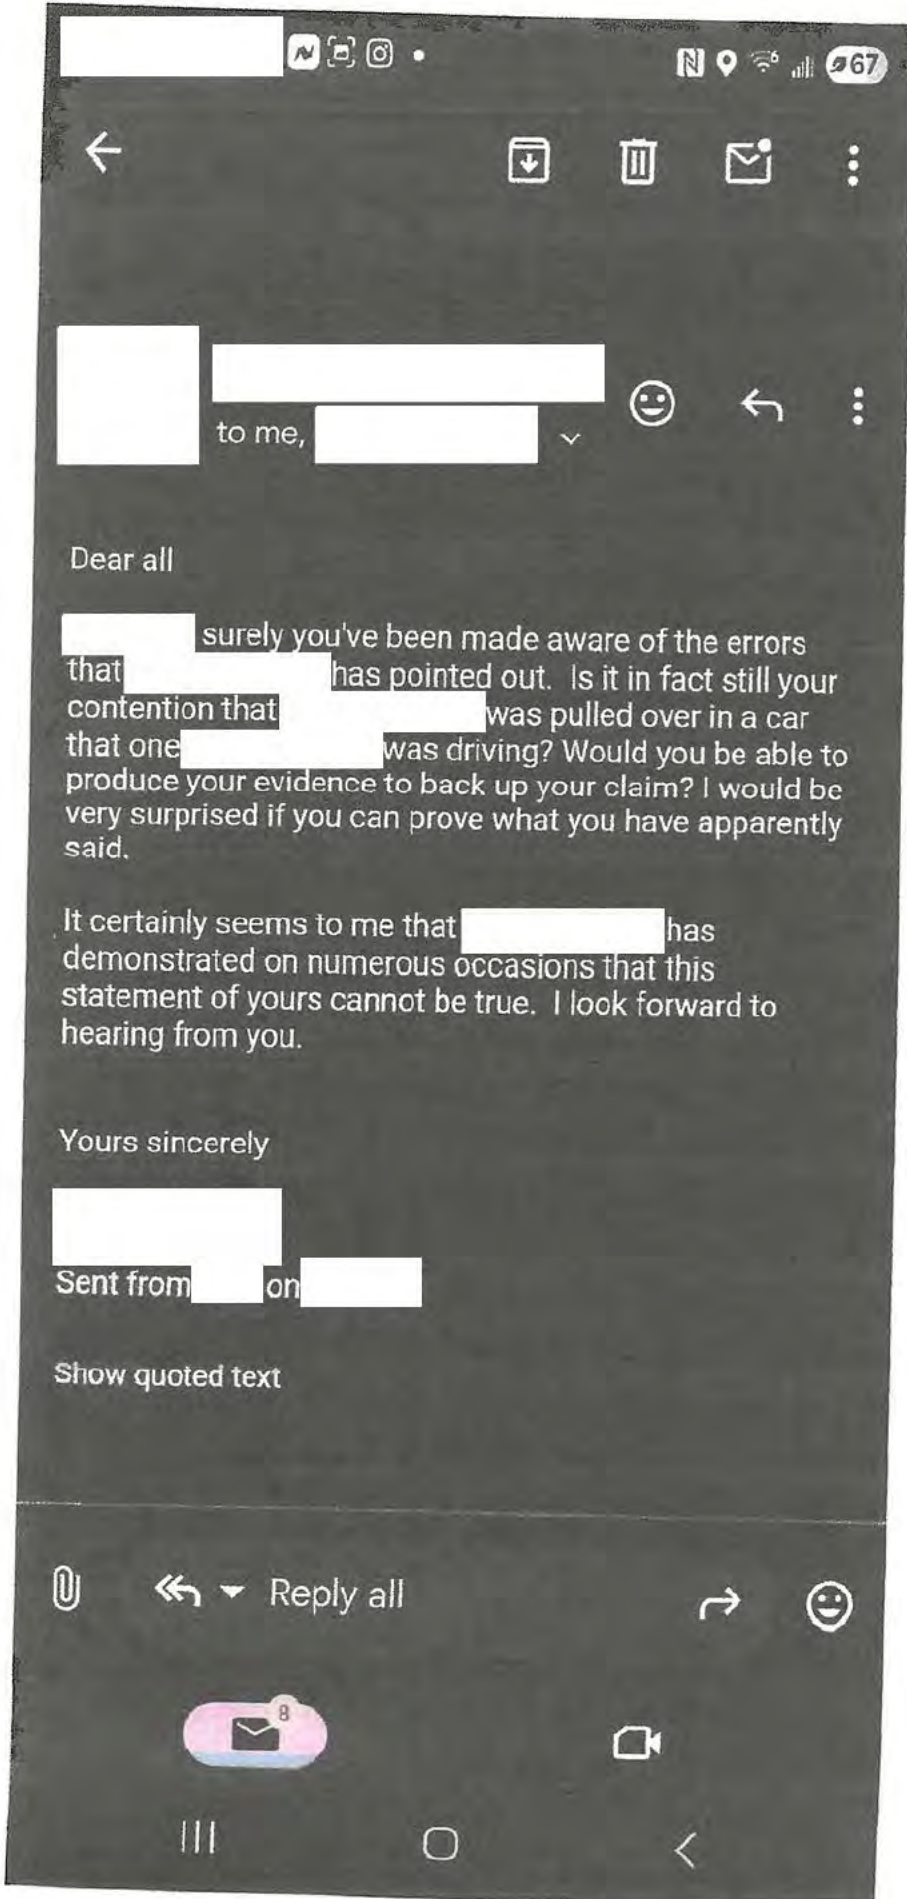 67
to me,
Dear all
surely you've been made aware of the errors
that has pointed out. Is it in fact still your
contention that was pulled over in a car
that one was driving? Would you be able to
produce your evidence to back up your claim? I would be
very surprised if you can prove what you have apparently
said.
It certainly seems to me that has
demonstrated on numerous occasions that this
statement of yours cannot be true. I look forward to
hearing from you.
Yours sincerely
Sent from on
Show quoted text
Reply all
8